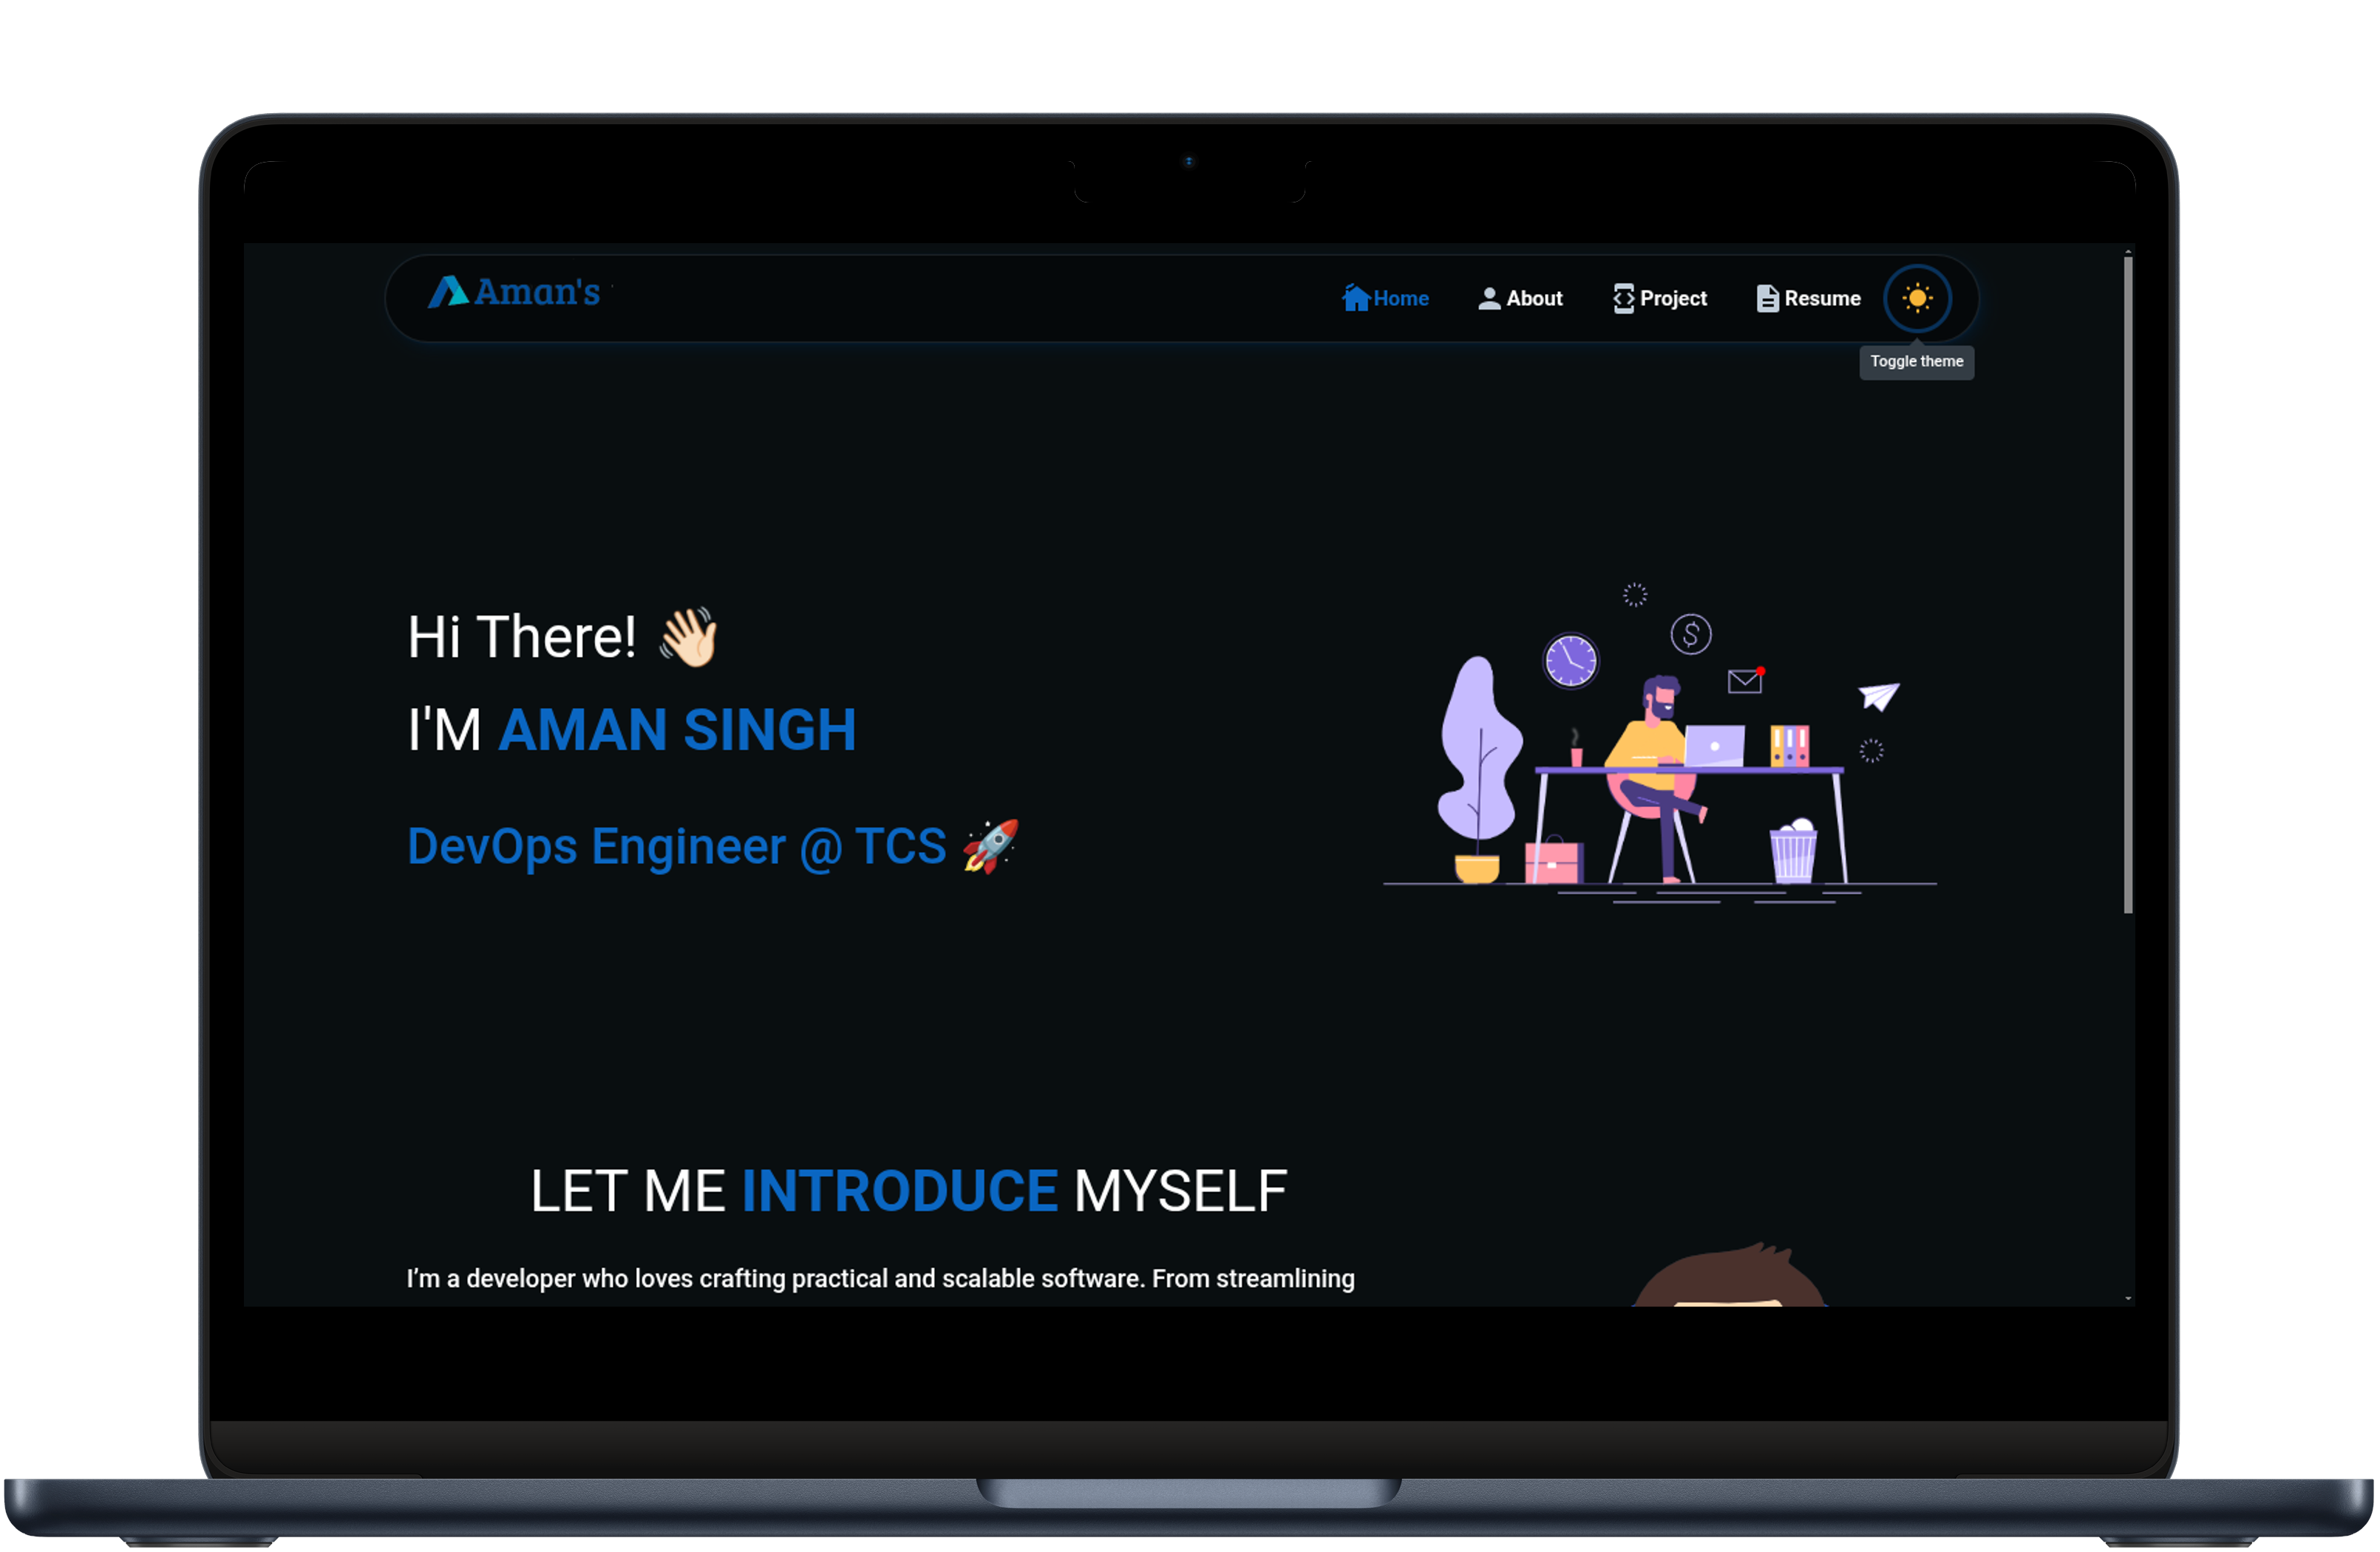 Aman's
Home About Project Resume
Toggle theme
Hi There! 👋🏻
I'M AMAN SINGH
DevOps Engineer @ TCS 🚀
LET ME INTRODUCE MYSELF
I’m a developer who loves crafting practical and scalable software. From streamlining